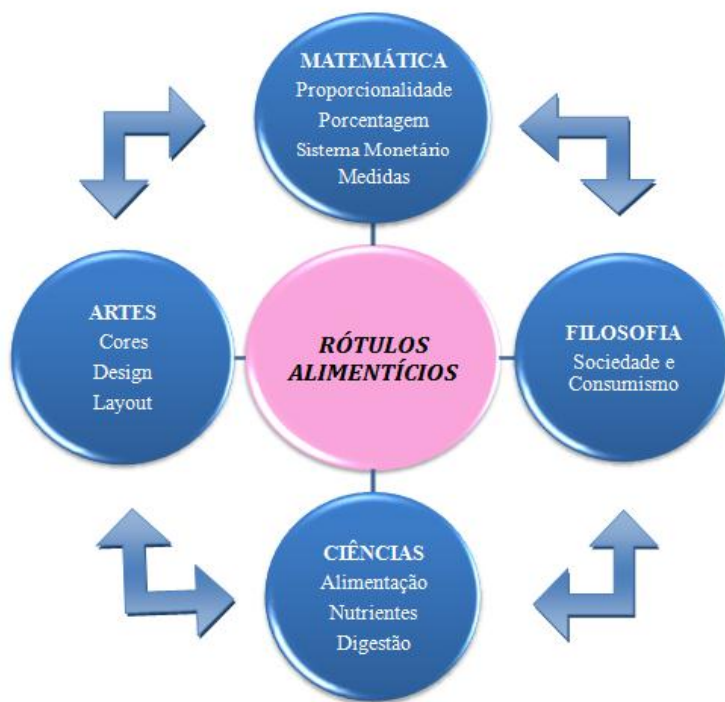 MATEMÁTICA
Proporcionalidade
Porcentagem
Sistema Monetário
Medidas
ARTES
Cores
Design
Layout
RÓTULOS
ALIMENTÍCIOS
FILOSOFIA
Sociedade e
Consumismo
CIÊNCIAS
Alimentação
Nutrientes
Digestão